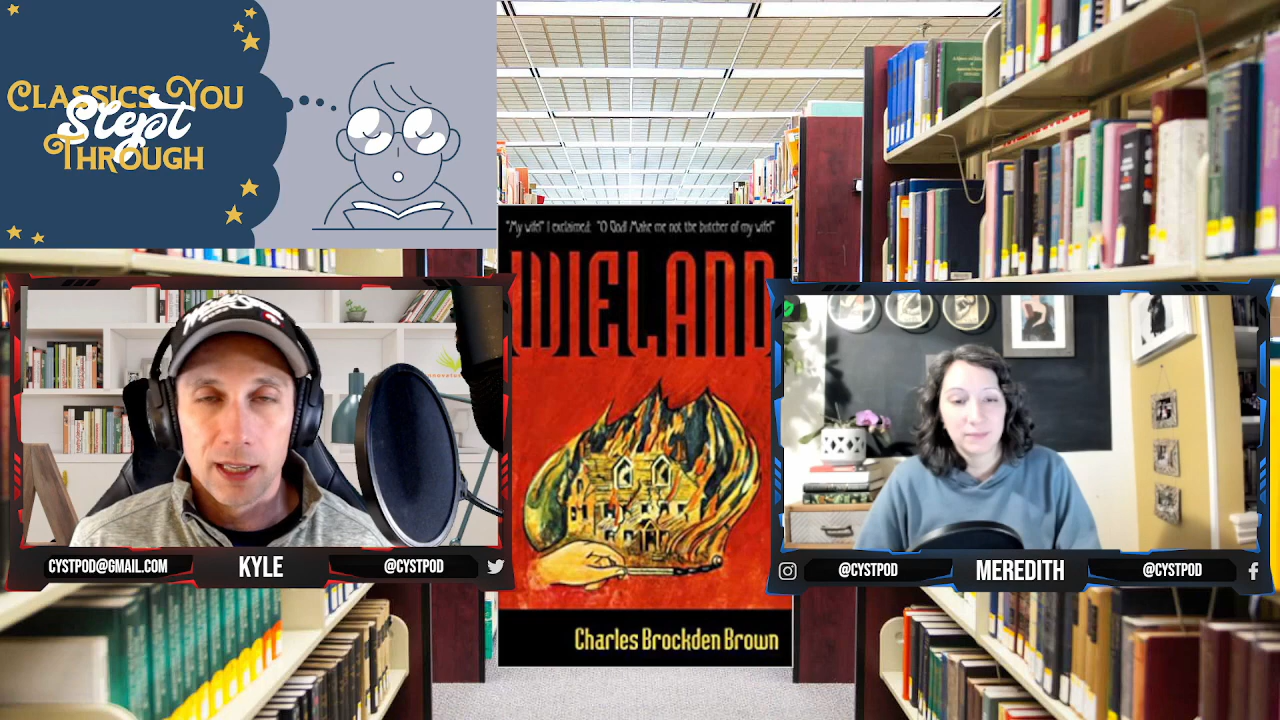 CLASSICS YOU
Slept
THROUGH
"My wife!" I exclaimed: "O God! Make me not the butcher of my wife!"
WIELAND
Charles Brockden Brown
CYSTPOD@GMAIL.COM
KYLE
@CYSTPOD
@CYSTPOD
MEREDITH
@CYSTPOD